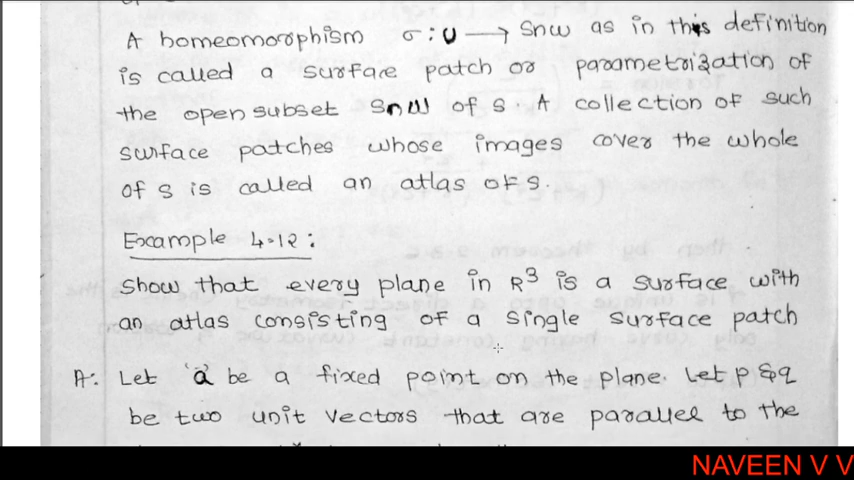 A homeomorphism σ : U → Snw as in this definition
is called a surface patch or parametrization of
the open subset SnW of S. A collection of such
surface patches whose images cover the whole
of S is called an atlas of S.
Example 4.12:
Show that every plane in R³ is a surface with
an atlas consisting of a single surface patch
A: Let 'a' be a fixed point on the plane. Let p & q
be two unit vectors that are parallel to the
NAVEEN V V